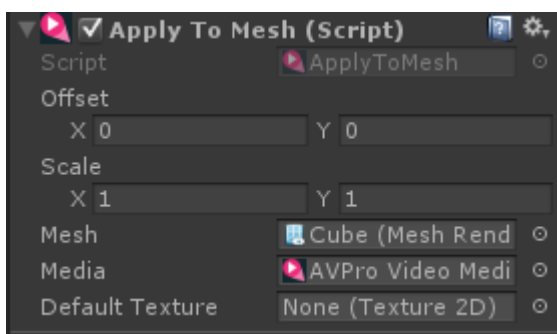 Apply To Mesh (Script)
Script ApplyToMesh
Offset
X 0 Y 0
Scale
X 1 Y 1
Mesh Cube (Mesh Rend
Media AVPro Video Medi
Default Texture None (Texture 2D)